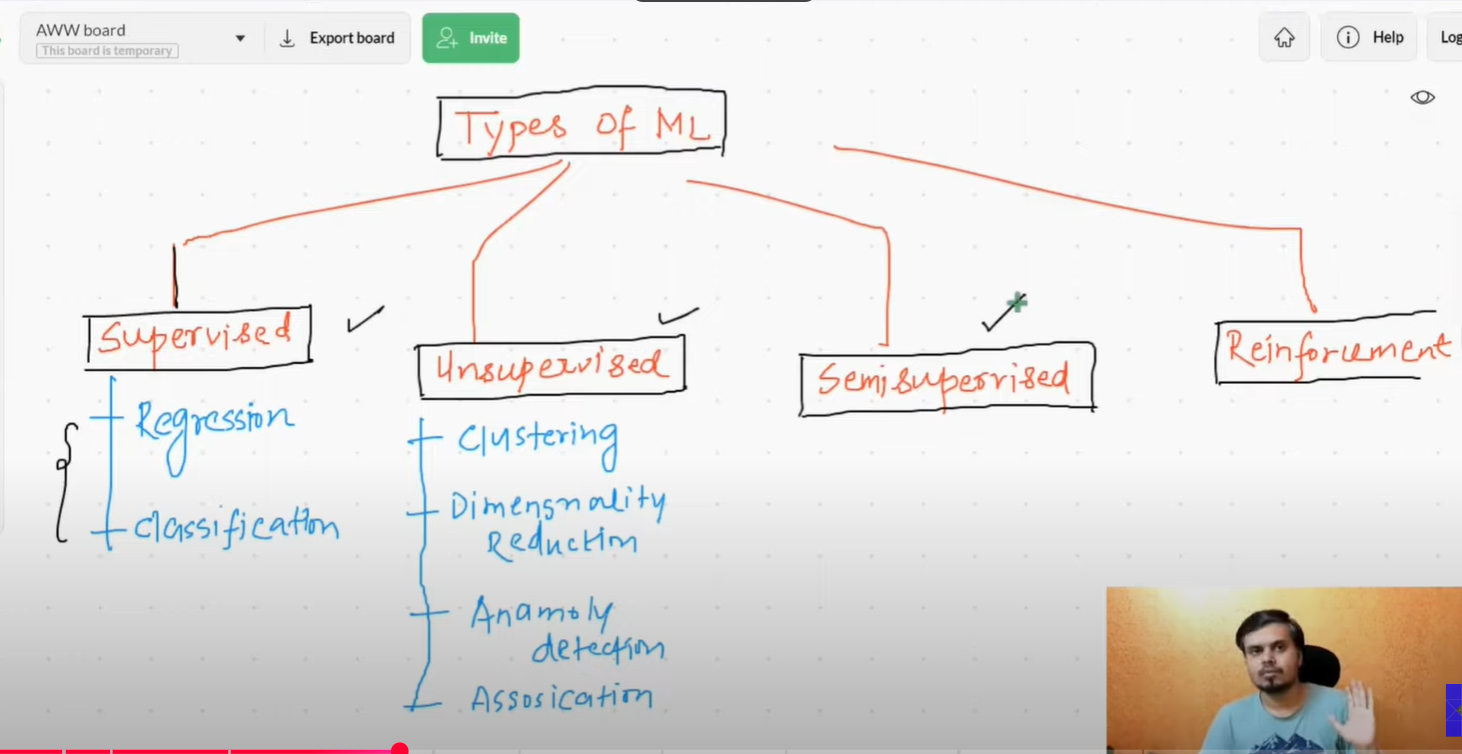 AWW board
This board is temporary
Export board
Invite
Help
Log
Types of ML
Supervised
Unsupervised
Semisupervised
Reinforcement
Regression
Classification
Clustering
Dimensnality
Reduction
Anamoly
detection
Assosication